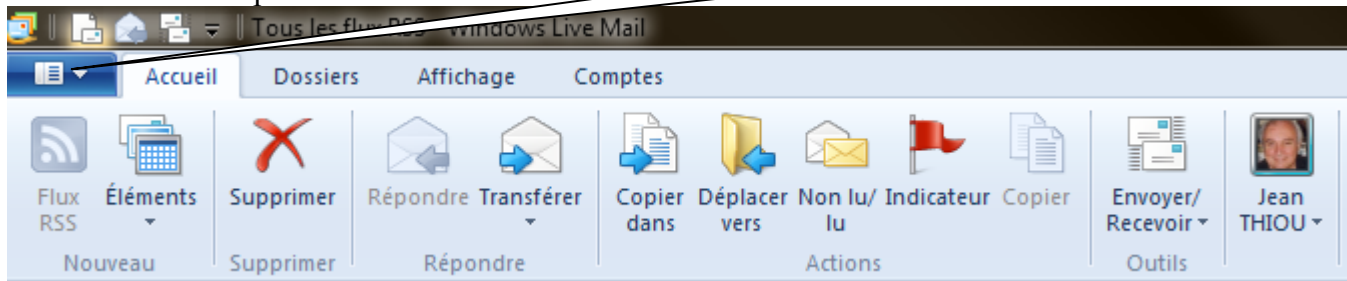 Tous les flux RSS - Windows Live Mail
Accueil Dossiers Affichage Comptes
Flux RSS
Éléments
Supprimer
Répondre
Transférer
Copier dans
Déplacer vers
Non lu/ lu
Indicateur
Copier
Envoyer/ Recevoir
Jean THIOU
Nouveau Supprimer Répondre Actions Outils